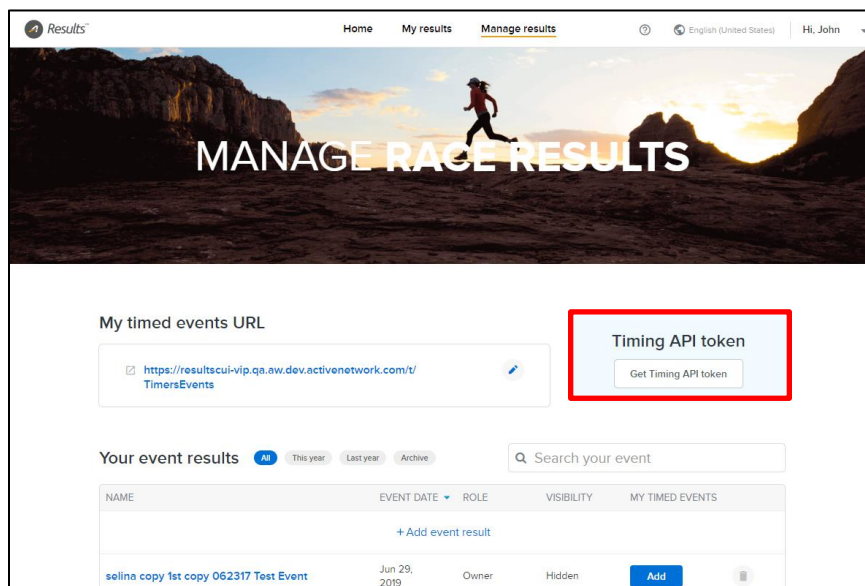 Results™
Home My results Manage results English (United States) Hi, John
MANAGE RACE RESULTS
My timed events URL
https://resultscui-vip.qa.aw.dev.activenetwork.com/t/
TimersEvents
Timing API token
Get Timing API token
Your event results All This year Last year Archive Search your event
NAME EVENT DATE ROLE VISIBILITY MY TIMED EVENTS
+ Add event result
selina copy 1st copy 062317 Test Event Jun 29, Owner Hidden Add
2019